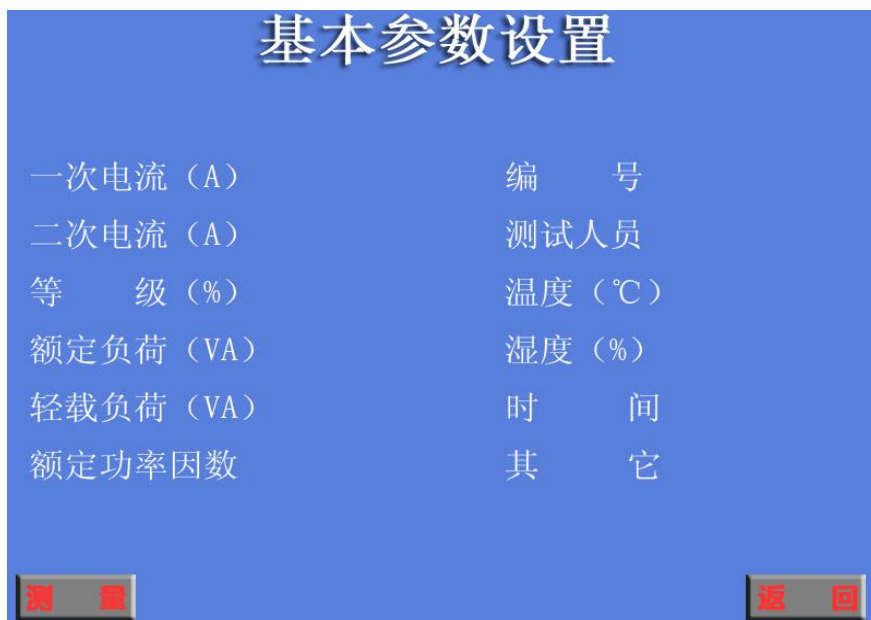 基本参数设置
一次电流（A） 编 号
二次电流（A） 测试人员
等 级（%） 温度（℃）
额定负荷（VA） 湿度（%）
轻载负荷（VA） 时 间
额定功率因数 其 它
测 量 返 回